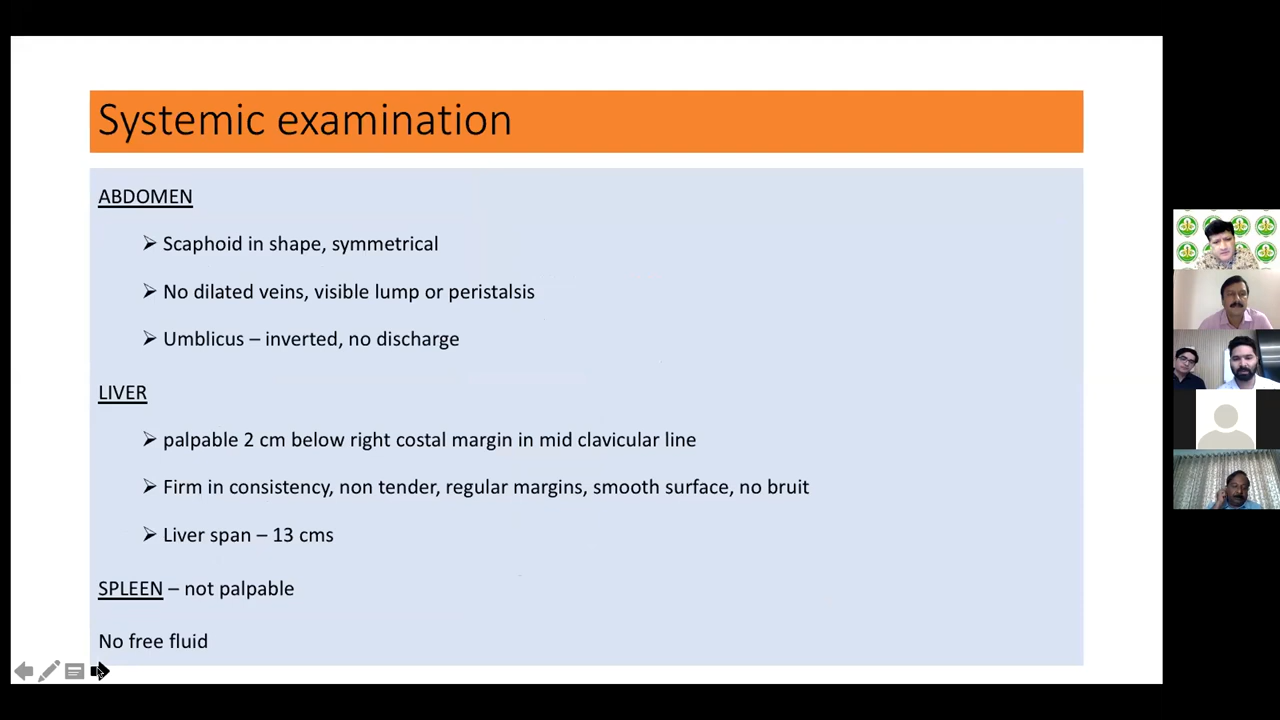 Systemic examination
ABDOMEN
Scaphoid in shape, symmetrical
No dilated veins, visible lump or peristalsis
Umblicus – inverted, no discharge
LIVER
palpable 2 cm below right costal margin in mid clavicular line
Firm in consistency, non tender, regular margins, smooth surface, no bruit
Liver span – 13 cms
SPLEEN – not palpable
No free fluid